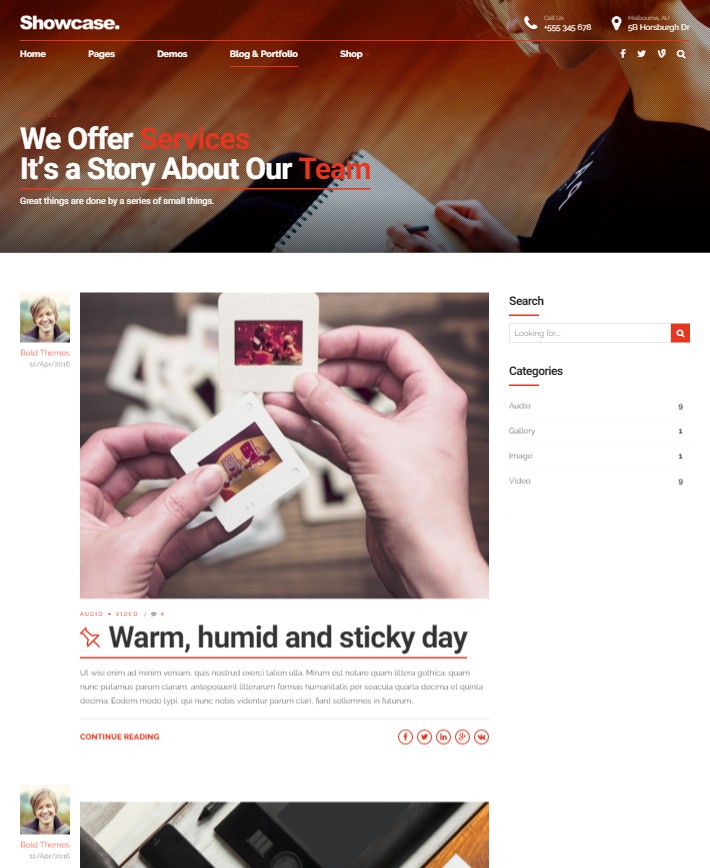 Showcase.
Call Us
+555 345 678
Melbourne, AU
5B Horsburgh Dr
Home
Pages
Demos
Blog & Portfolio
Shop
We Offer Services
It's a Story About Our Team
Great things are done by a series of small things.
Bold Themes
12/Apr/2016
AUDIO • VIDEO / 4
Warm, humid and sticky day
Ut wisi enim ad minim veniam, quis nostrud exerci tation ulla. Mirum est notare quam littera gothica, quam
nunc putamus parum claram, anteposuerit litterarum formas humanitatis per seacula quarta decima et quinta
decima. Eodem modo typi, qui nunc nobis videntur parum clari, fiant sollemnes in futurum.
CONTINUE READING
Search
Looking for...
Categories
Audio 9
Gallery 1
Image 1
Video 9
Bold Themes
12/Apr/2016